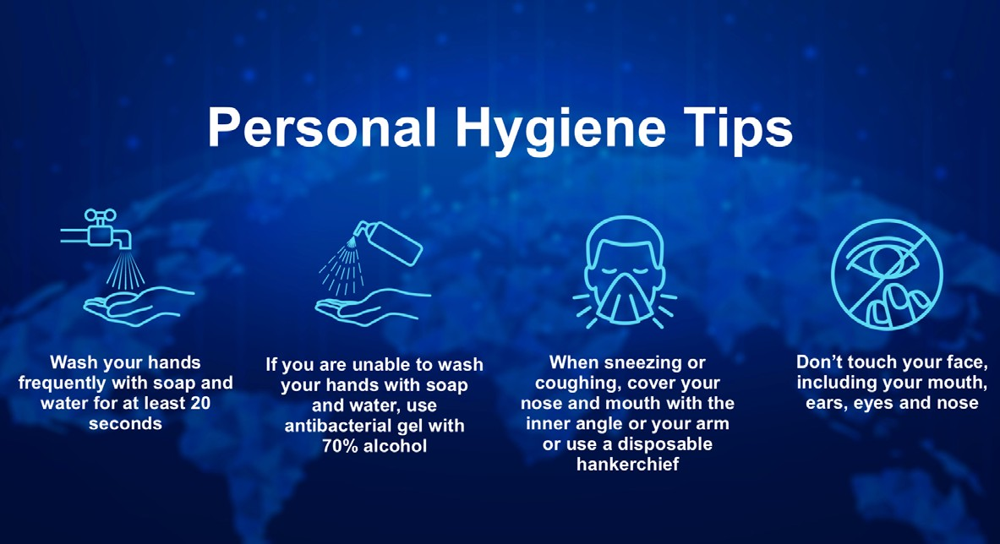 Personal Hygiene Tips
Wash your hands
frequently with soap and
water for at least 20
seconds
If you are unable to wash
your hands with soap
and water, use
antibacterial gel with
70% alcohol
When sneezing or
coughing, cover your
nose and mouth with the
inner angle or your arm
or use a disposable
hankerchief
Don’t touch your face,
including your mouth,
ears, eyes and nose